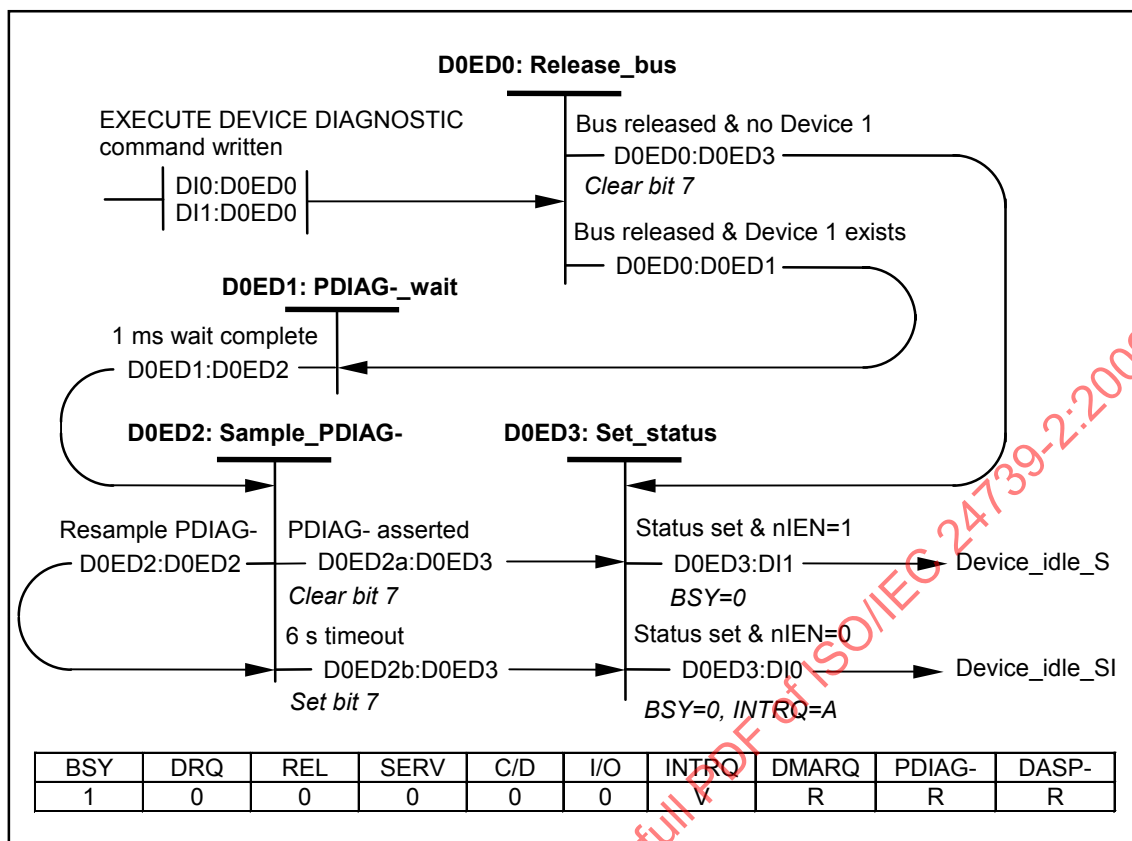 D0ED0: Release_bus
EXECUTE DEVICE DIAGNOSTIC
command written
DI0:D0ED0
DI1:D0ED0
Bus released & no Device 1
D0ED0:D0ED3
Clear bit 7
Bus released & Device 1 exists
D0ED0:D0ED1
D0ED1: PDIAG-_wait
1 ms wait complete
D0ED1:D0ED2
D0ED2: Sample_PDIAG-
D0ED3: Set_status
Resample PDIAG-
D0ED2:D0ED2
PDIAG- asserted
D0ED2a:D0ED3
Clear bit 7
6 s timeout
D0ED2b:D0ED3
Set bit 7
Status set & nIEN=1
D0ED3:DI1
BSY=0
Device_idle_S
Status set & nIEN=0
D0ED3:DI0
BSY=0, INTRQ=A
Device_idle_SI
BSY DRQ REL SERV C/D I/O INTRQ DMARQ PDIAG- DASP-
1 0 0 0 0 0 V R R R
full PDF of ISO/IEC 24739-2:200